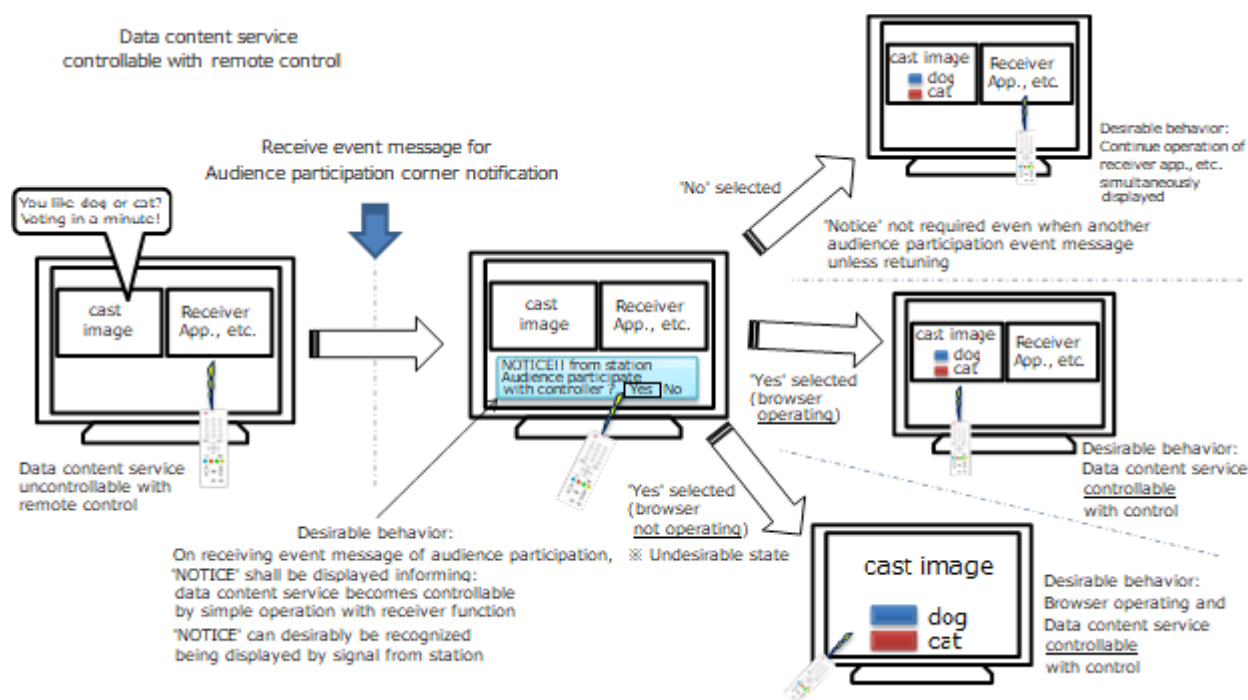 Data content service
controllable with remote control
Receive event message for
Audience participation corner notification
You like dog or cat?
Voting in a minute!
cast
image
Receiver
App., etc.
Data content service
uncontrollable with
remote control
cast
image
Receiver
App., etc.
NOTICE!! from station
Audience participate
with controller ? Yes No
Desirable behavior:
On receiving event message of audience participation,
'NOTICE' shall be displayed informing:
data content service becomes controllable
by simple operation with receiver function
'NOTICE' can desirably be recognized
being displayed by signal from station
'No' selected
cast image
dog
cat
Receiver
App., etc.
Desirable behavior:
Continue operation of
receiver app., etc.
simultaneously
displayed
'Notice' not required even when another
audience participation event message
unless retuning
'Yes' selected
(browser
operating)
cast image
dog
cat
Receiver
App., etc.
Desirable behavior:
Data content service
controllable
with control
'Yes' selected
(browser
not operating)
※ Undesirable state
cast image
dog
cat
Desirable behavior:
Browser operating and
Data content service
controllable
with control